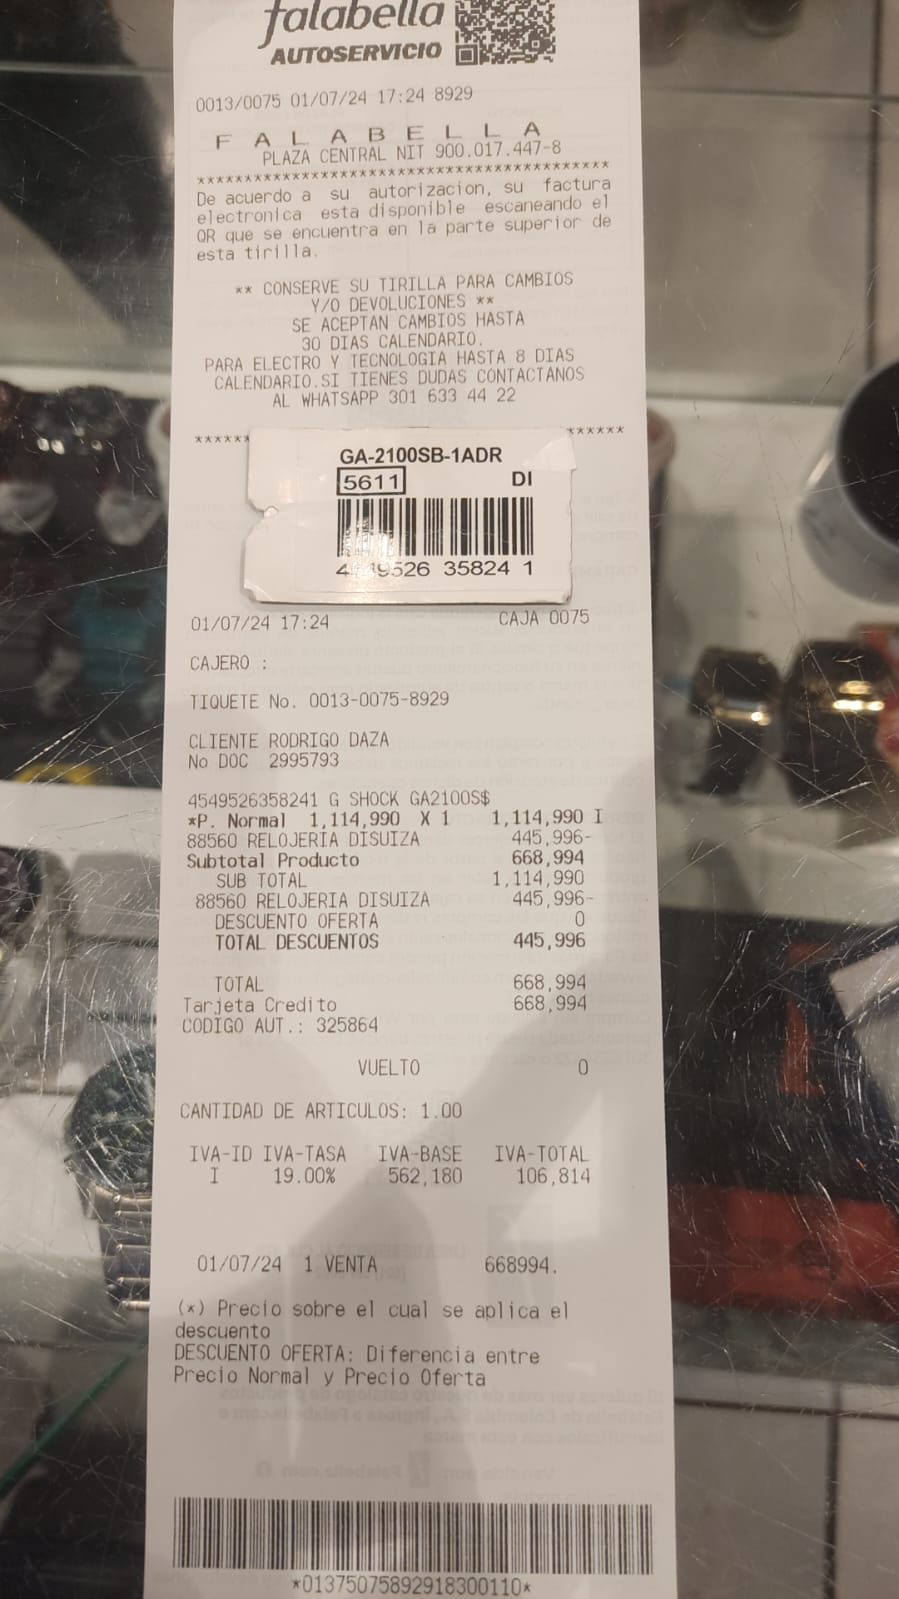 falabella
AUTOSERVICIO
0013/0075 01/07/24 17:24 8929
F A L A B E L L A
PLAZA CENTRAL NIT 900.017.447-8
******************************************
De acuerdo a su autorizacion, su factura
electronica esta disponible escaneando el
QR que se encuentra en la parte superior de
esta tirilla.
** CONSERVE SU TIRILLA PARA CAMBIOS
Y/O DEVOLUCIONES **
SE ACEPTAN CAMBIOS HASTA
30 DIAS CALENDARIO.
PARA ELECTRO Y TECNOLOGIA HASTA 8 DIAS
CALENDARIO.SI TIENES DUDAS CONTACTANOS
AL WHATSAPP 301 633 44 22
****** ******
GA-2100SB-1ADR
5611 DI
4 549526 35824 1
01/07/24 17:24 CAJA 0075
CAJERO :
TIQUETE No. 0013-0075-8929
CLIENTE RODRIGO DAZA
No DOC 2995793
4549526358241 G SHOCK GA2100S$
*P. Normal 1,114,990 X 1 1,114,990 I
88560 RELOJERIA DISUIZA 445,996-
Subtotal Producto 668,994
SUB TOTAL 1,114,990
88560 RELOJERIA DISUIZA 445,996-
DESCUENTO OFERTA 0
TOTAL DESCUENTOS 445,996
TOTAL 668,994
Tarjeta Credito 668,994
CODIGO AUT.: 325864
VUELTO 0
CANTIDAD DE ARTICULOS: 1.00
IVA-ID IVA-TASA IVA-BASE IVA-TOTAL
I 19.00% 562,180 106,814
01/07/24 1 VENTA 668994.
(*) Precio sobre el cual se aplica el
descuento
DESCUENTO OFERTA: Diferencia entre
Precio Normal y Precio Oferta
*01375075892918300110*